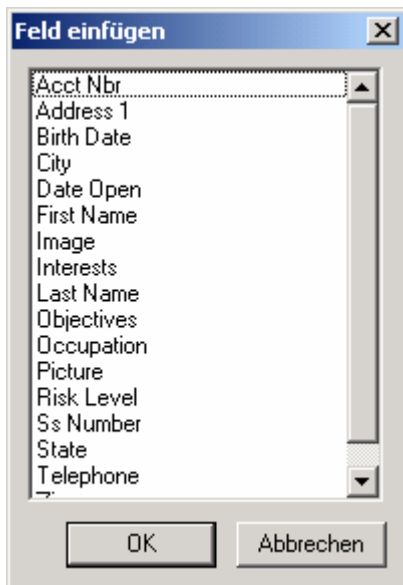 Feld einfügen
Acct Nbr
Address 1
Birth Date
City
Date Open
First Name
Image
Interests
Last Name
Objectives
Occupation
Picture
Risk Level
Ss Number
State
Telephone
OK Abbrechen